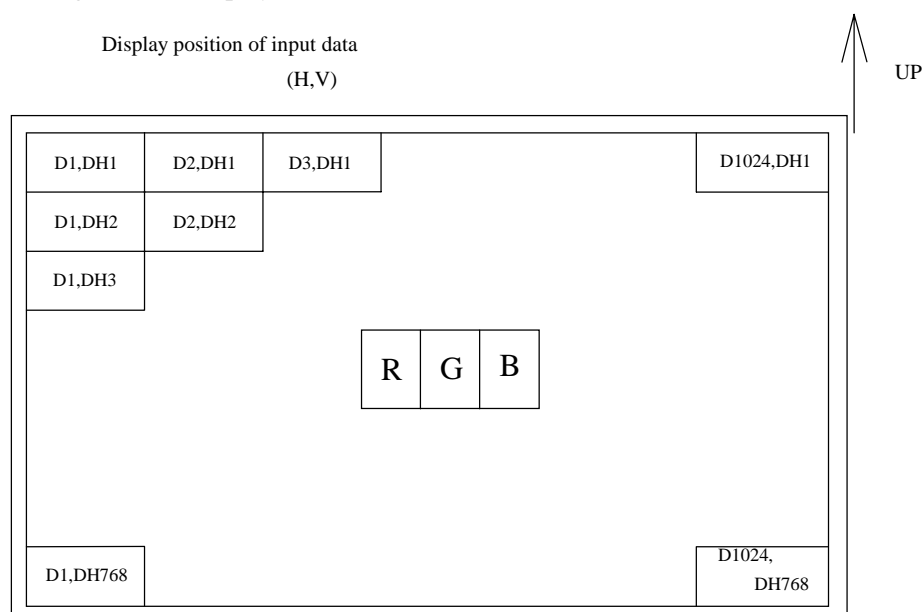 Display position of input data
(H,V)
UP
D1,DH1 D2,DH1 D3,DH1 D1024,DH1
D1,DH2 D2,DH2
D1,DH3
R G B
D1,DH768 D1024,
DH768